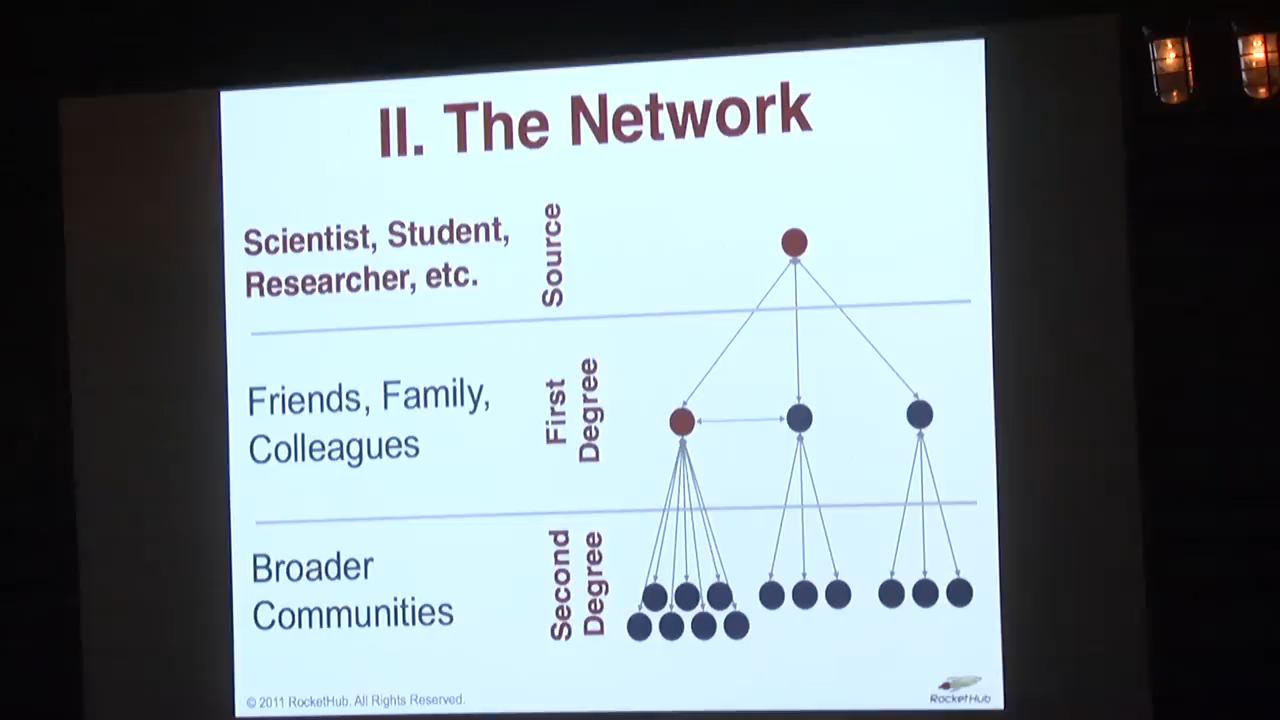 II. The Network
Scientist, Student,
Researcher, etc.
Source
Friends, Family,
Colleagues
First
Degree
Broader
Communities
Second
Degree
© 2011 RocketHub. All Rights Reserved.
RocketHub